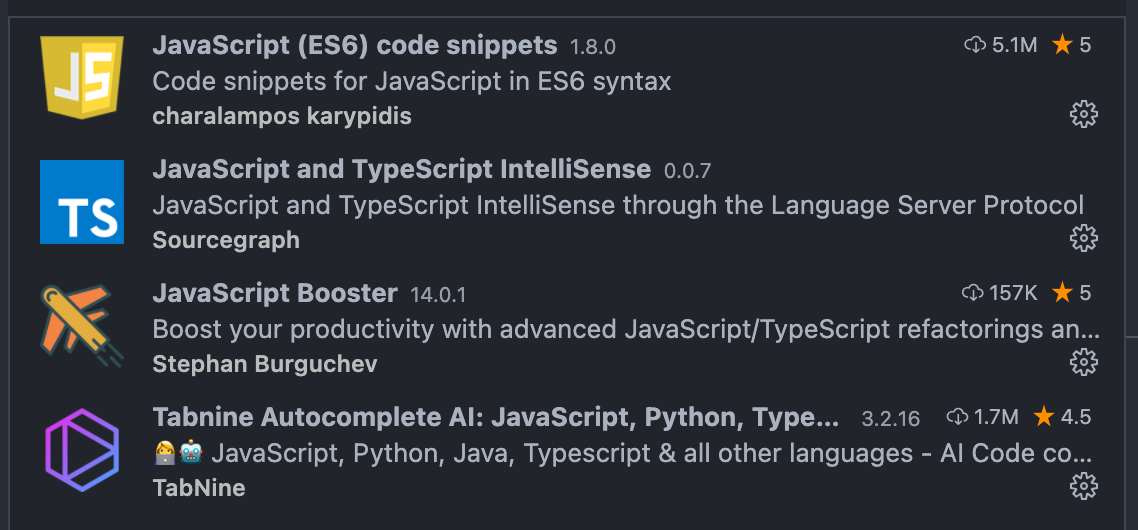 JS
JavaScript (ES6) code snippets 1.8.0 5.1M 5
Code snippets for JavaScript in ES6 syntax
charalampos karypidis
TS
JavaScript and TypeScript IntelliSense 0.0.7
JavaScript and TypeScript IntelliSense through the Language Server Protocol
Sourcegraph
JavaScript Booster 14.0.1 157K 5
Boost your productivity with advanced JavaScript/TypeScript refactorings an...
Stephan Burguchev
Tabnine Autocomplete AI: JavaScript, Python, Type... 3.2.16 1.7M 4.5
JavaScript, Python, Java, Typescript & all other languages - AI Code co...
TabNine